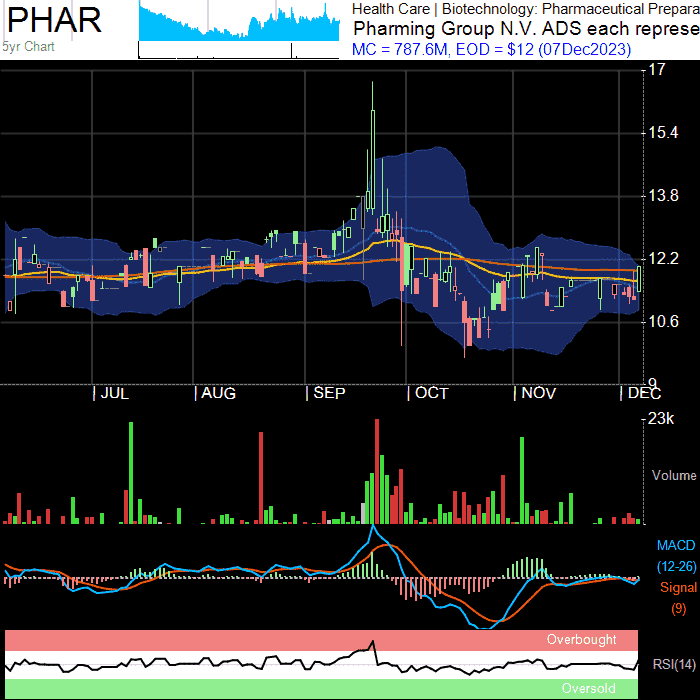 PHAR
5yr Chart
Health Care | Biotechnology: Pharmaceutical Prepara
Pharming Group N.V. ADS each represe
MC = 787.6M, EOD = $12 (07Dec2023)
17
15.4
13.8
12.2
10.6
9
| JUL | AUG | SEP | OCT | NOV | DEC
23k
Volume
MACD
(12-26)
Signal
(9)
Overbought
RSI(14)
Oversold